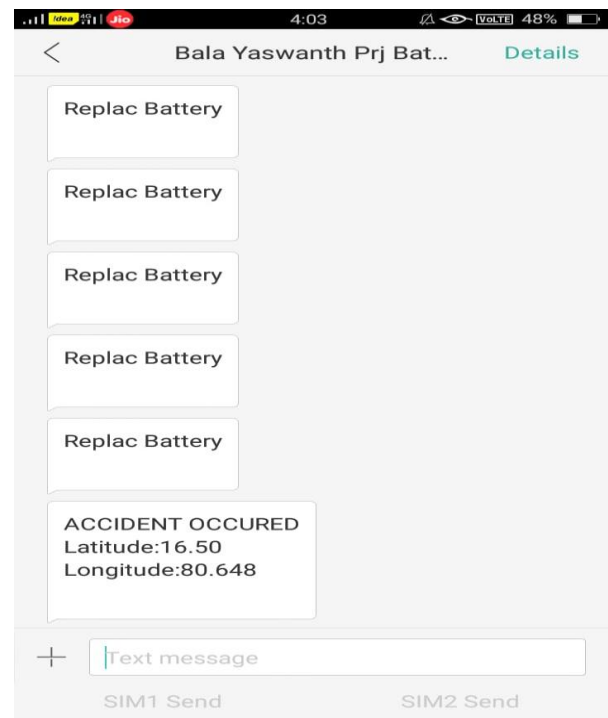 Idea 4G Jio 4:03 VoLTE 48%
Bala Yaswanth Prj Bat... Details
Replac Battery
Replac Battery
Replac Battery
Replac Battery
Replac Battery
ACCIDENT OCCURED
Latitude:16.50
Longitude:80.648
Text message
SIM1 Send SIM2 Send